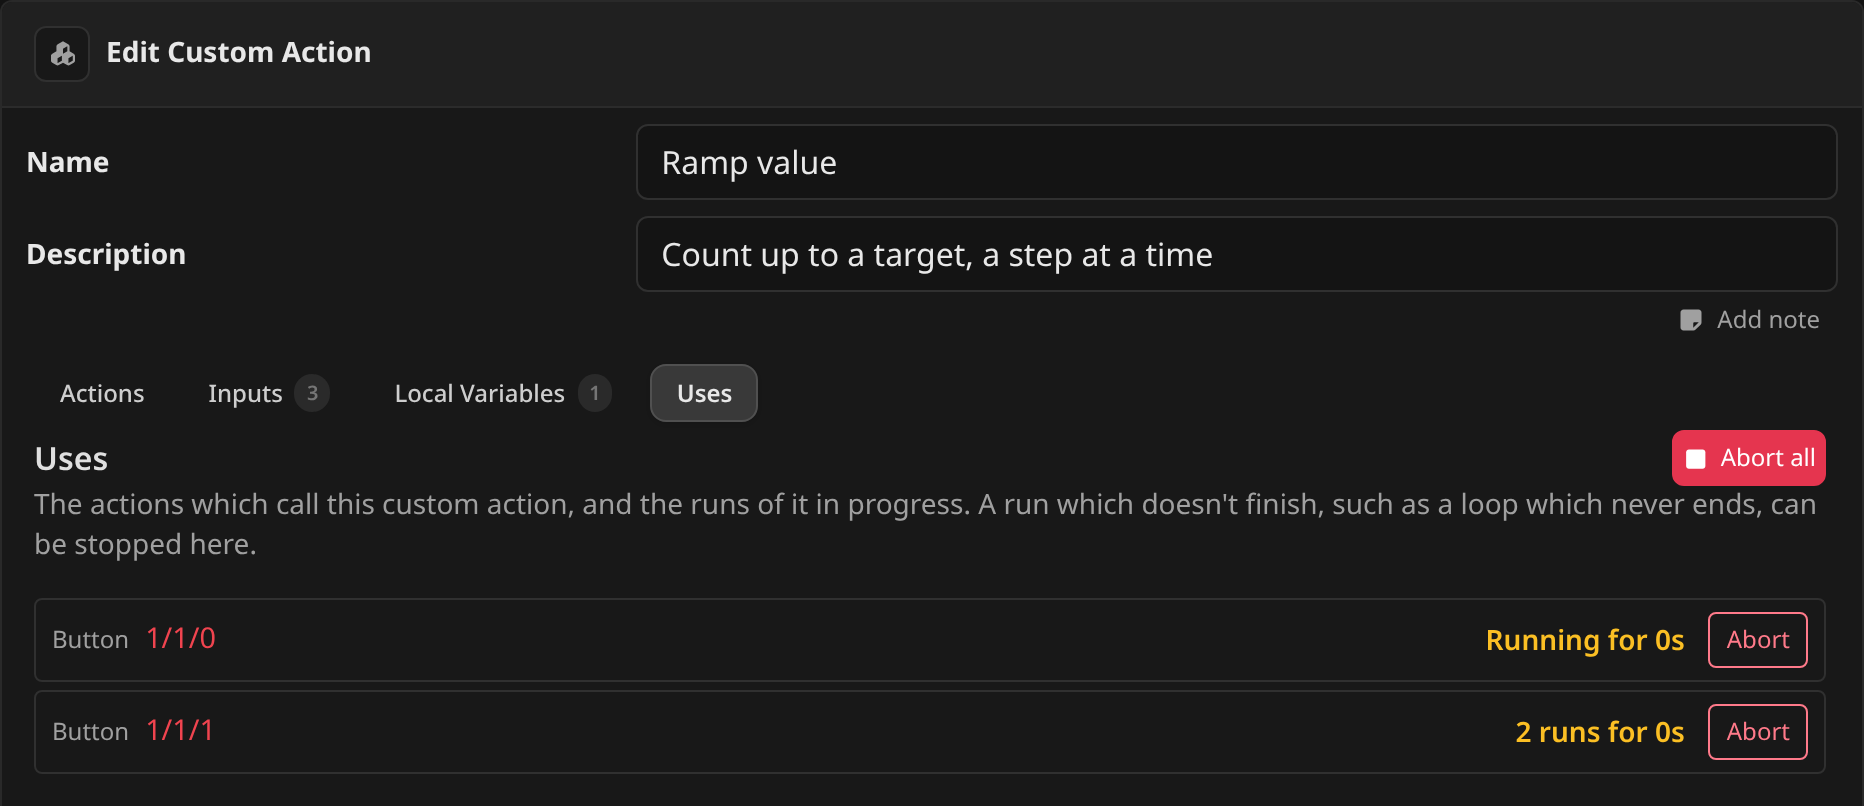 Edit Custom Action
Name
Ramp value
Description
Count up to a target, a step at a time
Add note
Actions Inputs 3 Local Variables 1 Uses
Uses
Abort all
The actions which call this custom action, and the runs of it in progress. A run which doesn't finish, such as a loop which never ends, can
be stopped here.
Button 1/1/0 Running for 0s Abort
Button 1/1/1 2 runs for 0s Abort